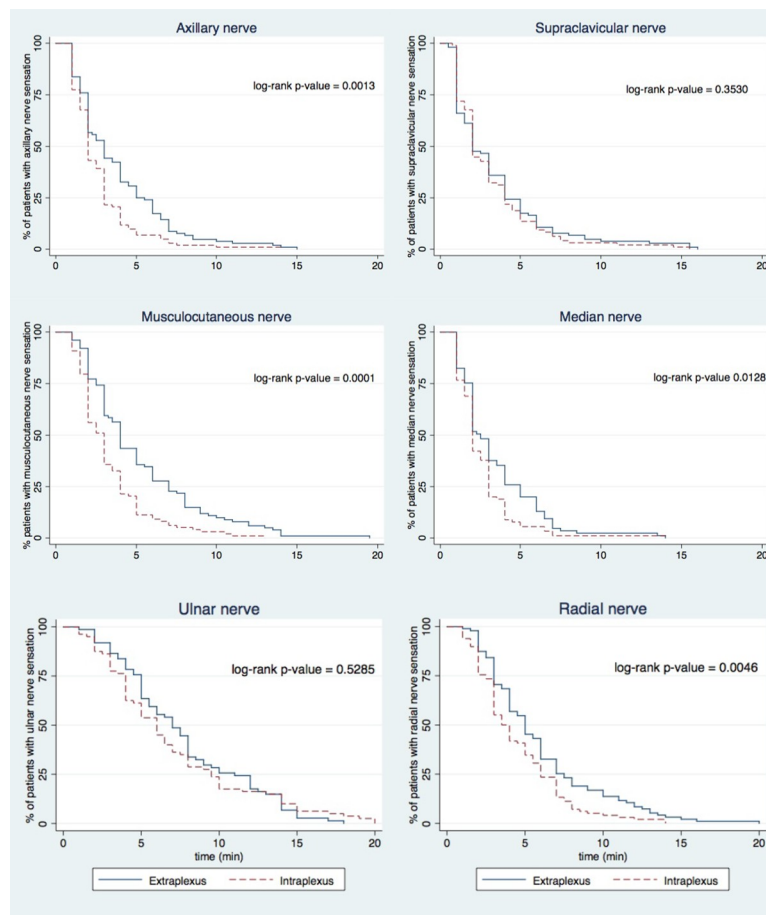 Axillary nerve
% of patients with axillary nerve sensation
100
75
50
25
0
log-rank p-value = 0.0013
0 5 10 15 20
Supraclavicular nerve
% of patients with supraclavicular nerve sensation
100
75
50
25
0
log-rank p-value = 0.3530
0 5 10 15 20
Musculocutaneous nerve
% patients with musculocutaneous nerve sensation
100
75
50
25
0
log-rank p-value = 0.0001
0 5 10 15 20
Median nerve
% of patients with median nerve sensation
100
75
50
25
0
log-rank p-value 0.0128
0 5 10 15 20
Ulnar nerve
% of patients with ulnar nerve sensation
100
75
50
25
0
log-rank p-value = 0.5285
0 5 10 15 20
time (min)
Extraplexus Intraplexus
Radial nerve
% of patients with radial nerve sensation
100
75
50
25
0
log-rank p-value = 0.0046
0 5 10 15 20
time (min)
Extraplexus Intraplexus